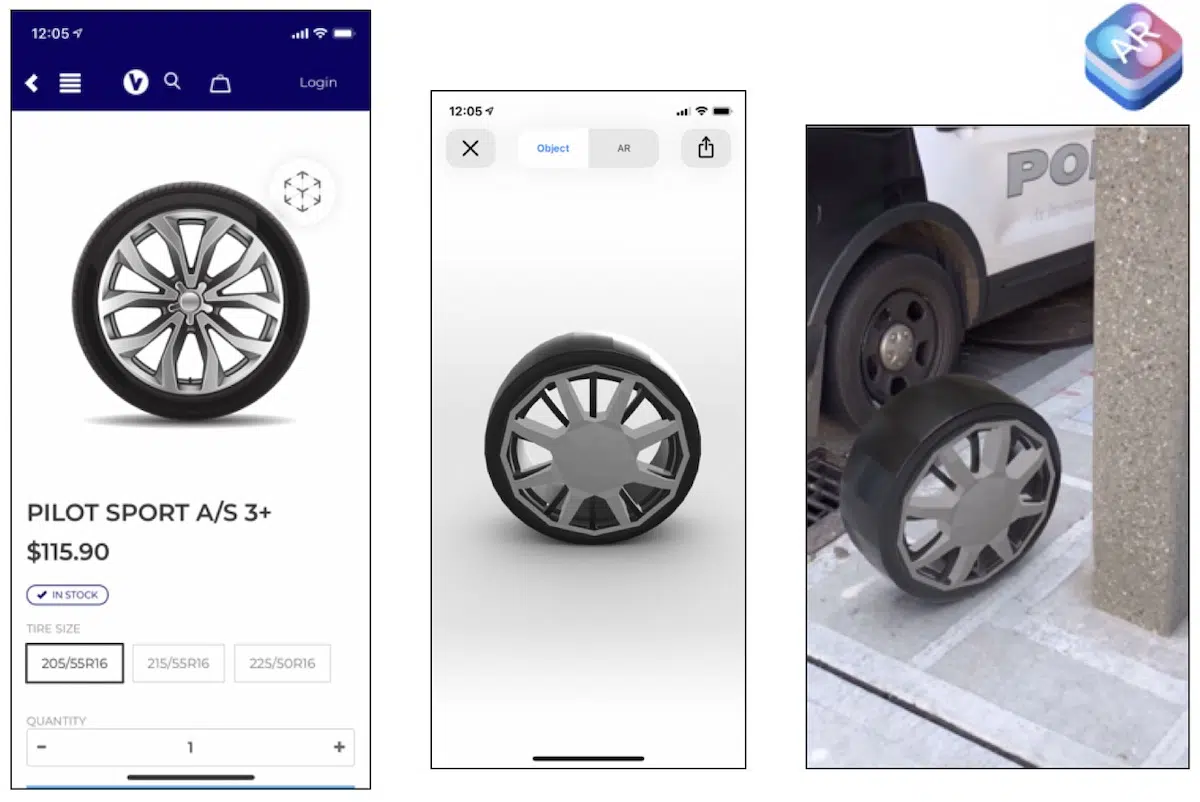 12:05
V
Login
PILOT SPORT A/S 3+
$115.90
IN STOCK
TIRE SIZE
205/55R16
215/55R16
225/50R16
QUANTITY
-
1
+
12:05
Object
AR
AR
POL